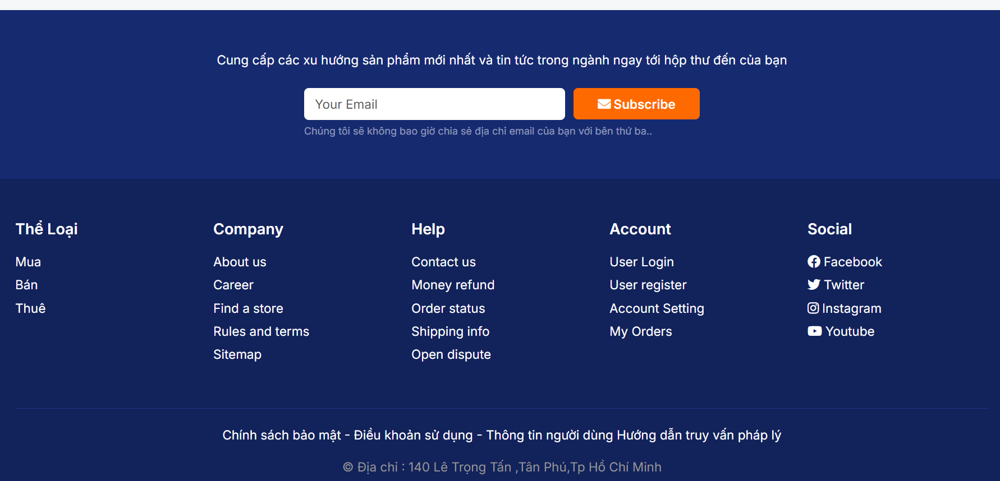 Cung cấp các xu hướng sản phẩm mới nhất và tin tức trong ngành ngay tới hộp thư đến của bạn
Your Email
Subscribe
Chúng tôi sẽ không bao giờ chia sẻ địa chỉ email của bạn với bên thứ ba..
Thể Loại
Mua
Bán
Thuê
Company
About us
Career
Find a store
Rules and terms
Sitemap
Help
Contact us
Money refund
Order status
Shipping info
Open dispute
Account
User Login
User register
Account Setting
My Orders
Social
Facebook
Twitter
Instagram
Youtube
Chính sách bảo mật - Điều khoản sử dụng - Thông tin người dùng Hướng dẫn truy vấn pháp lý
© Địa chỉ : 140 Lê Trọng Tấn ,Tân Phú,Tp Hồ Chí Minh